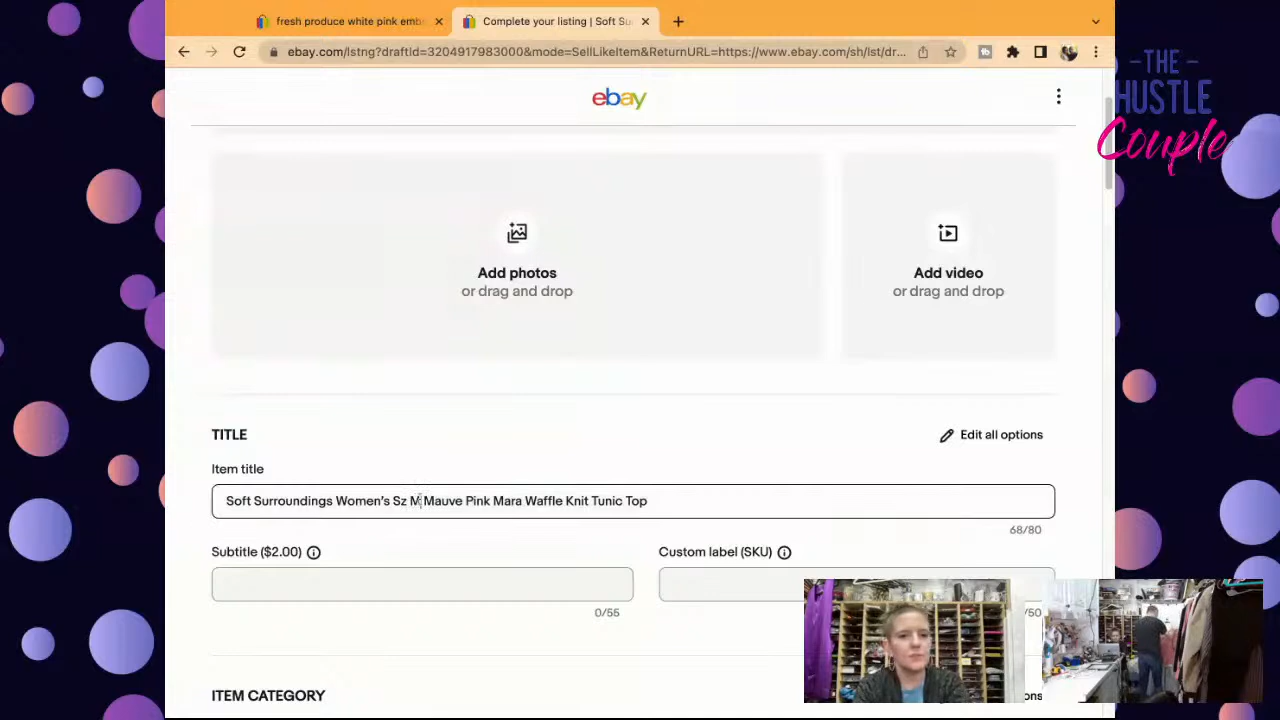 fresh produce white pink emb
Complete your listing | Soft Su
ebay.com/lstng?draftId=3204917983000&mode=SellLikeItem&ReturnURL=https://www.ebay.com/sh/lst/dr...
-THE-
HUSTLE
Couple
ebay
Add photos
or drag and drop
Add video
or drag and drop
TITLE
Edit all options
Item title
Soft Surroundings Women's Sz M Mauve Pink Mara Waffle Knit Tunic Top
68/80
Subtitle ($2.00)
Custom label (SKU)
0/55
/50
ITEM CATEGORY
ons